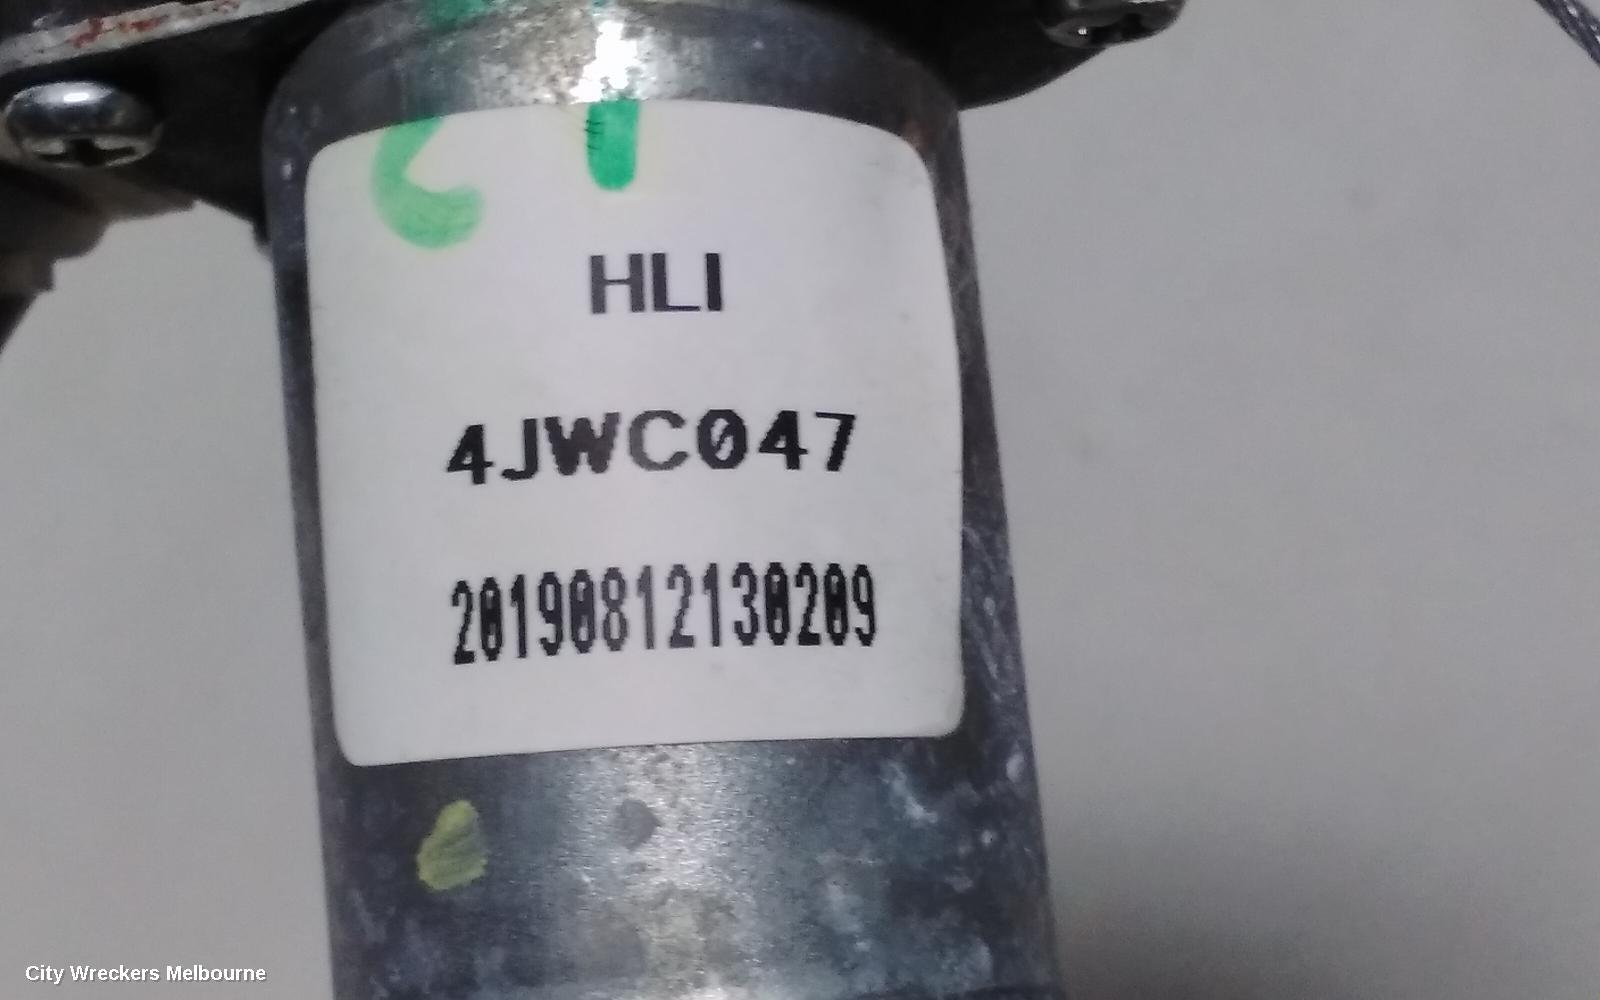 HLI
4JWC047
20190812130209
City Wreckers Melbourne